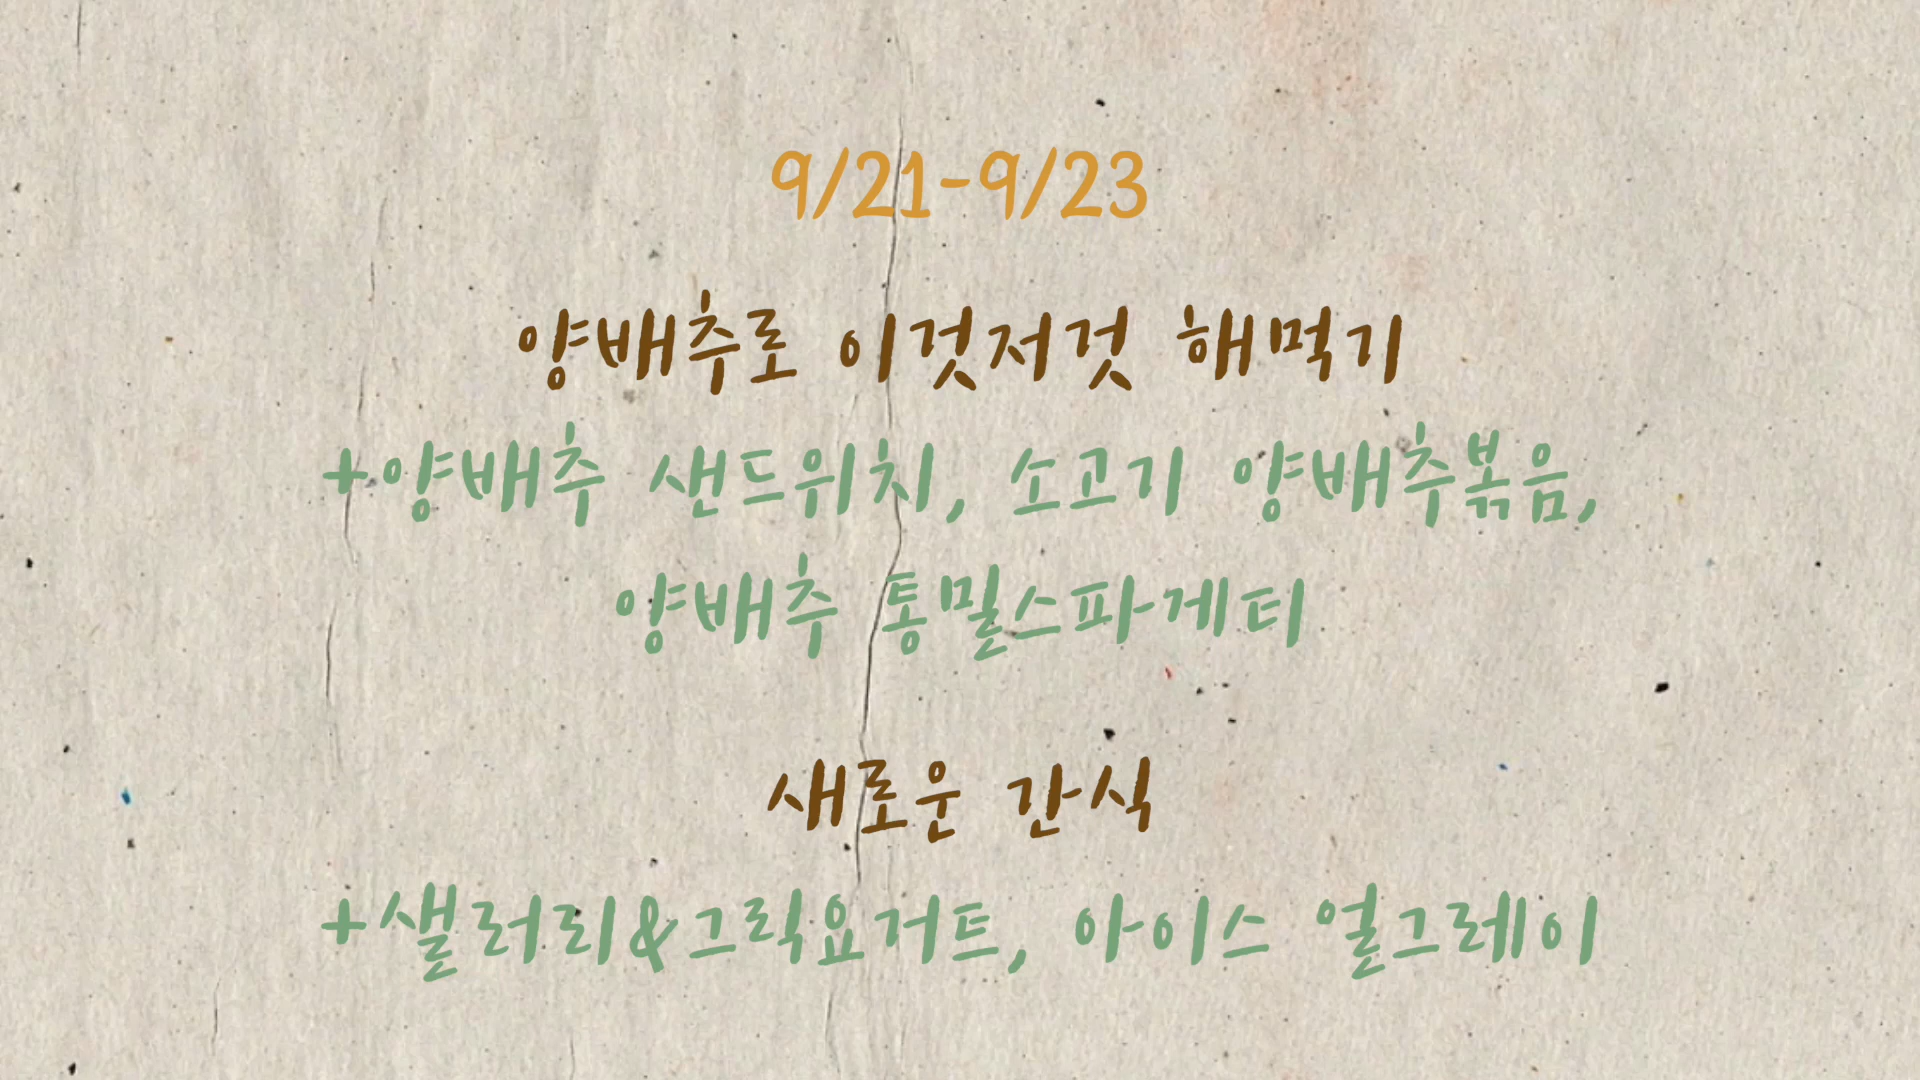 9/21-9/23
양배추로 이것저것 해먹기
+양배추 샌드위치, 소고기 양배추볶음,
양배추 통밀스파게티
새로운 간식
+샐러리&그릭요거트, 아이스 얼그레이